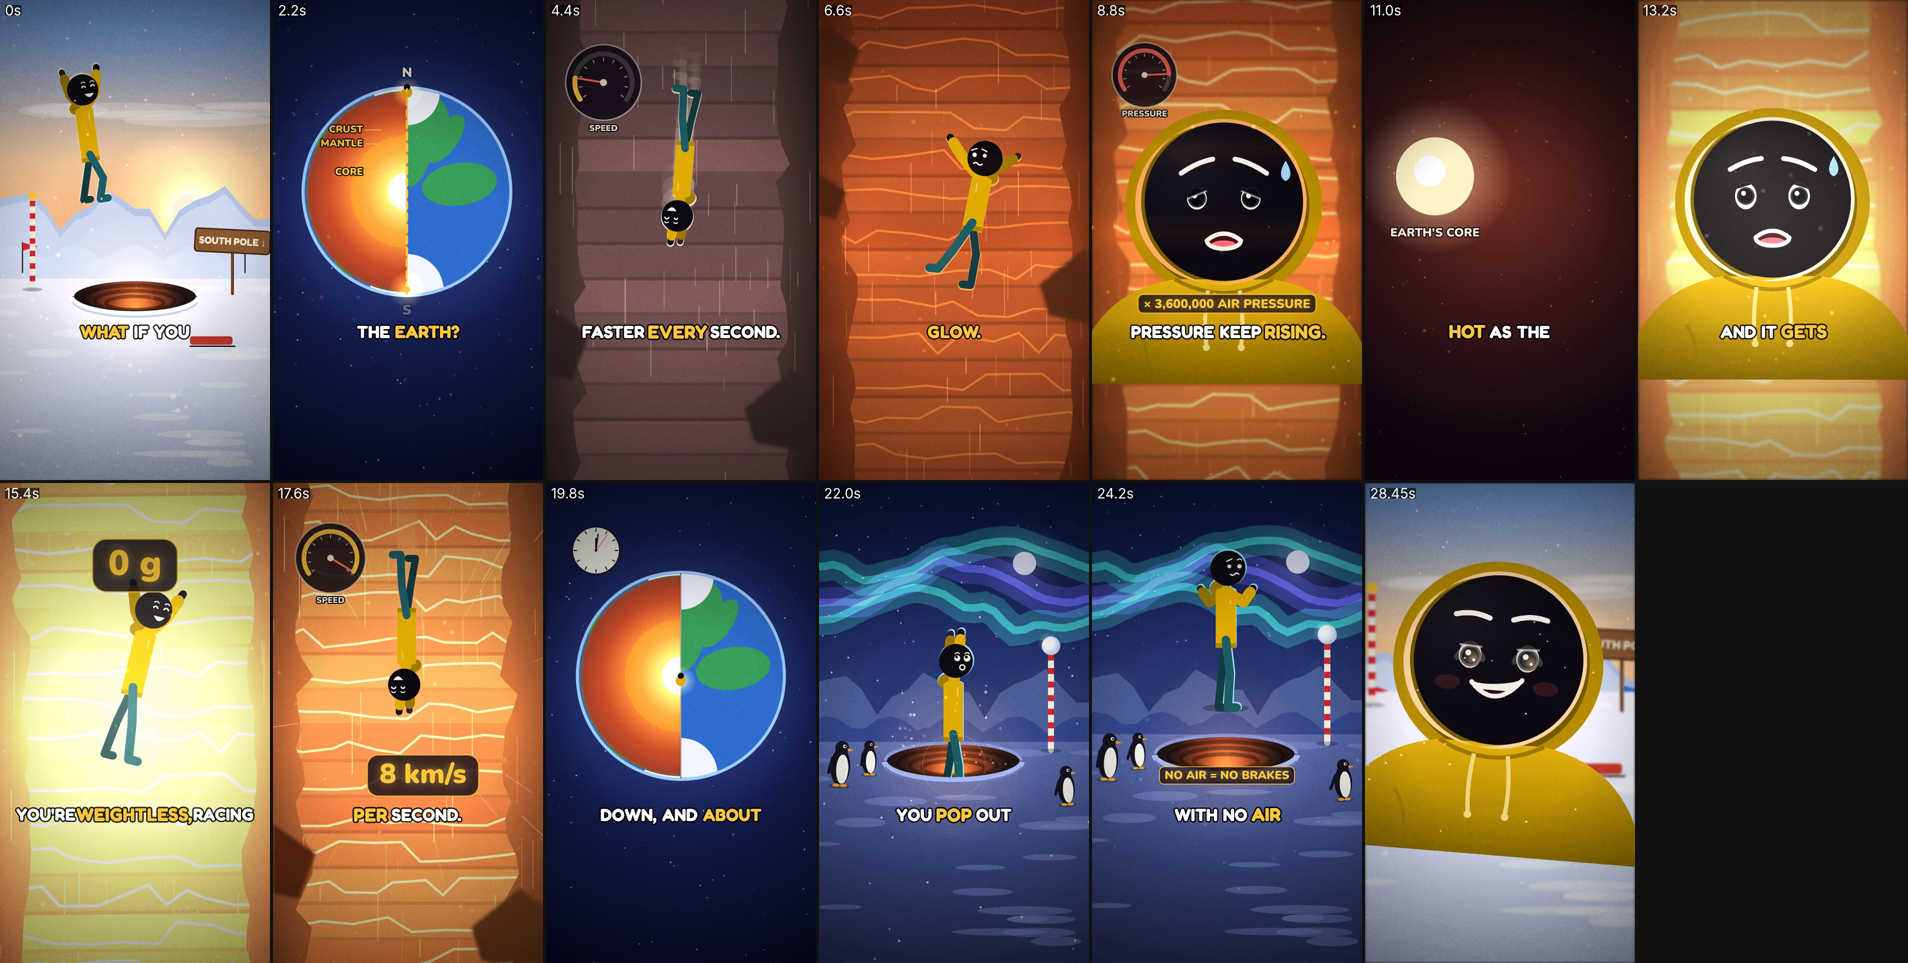 0s
WHAT IF YOU
SOUTH POLE ↓
2.2s
N
CRUST
MANTLE
CORE
S
THE EARTH?
4.4s
SPEED
FASTER EVERY SECOND.
6.6s
GLOW.
8.8s
PRESSURE
× 3,600,000 AIR PRESSURE
PRESSURE KEEP RISING.
11.0s
EARTH'S CORE
HOT AS THE
13.2s
AND IT GETS
15.4s
0 g
YOU'RE WEIGHTLESS, RACING
17.6s
SPEED
8 km/s
PER SECOND.
19.8s
DOWN, AND ABOUT
22.0s
YOU POP OUT
24.2s
NO AIR = NO BRAKES
WITH NO AIR
28.45s